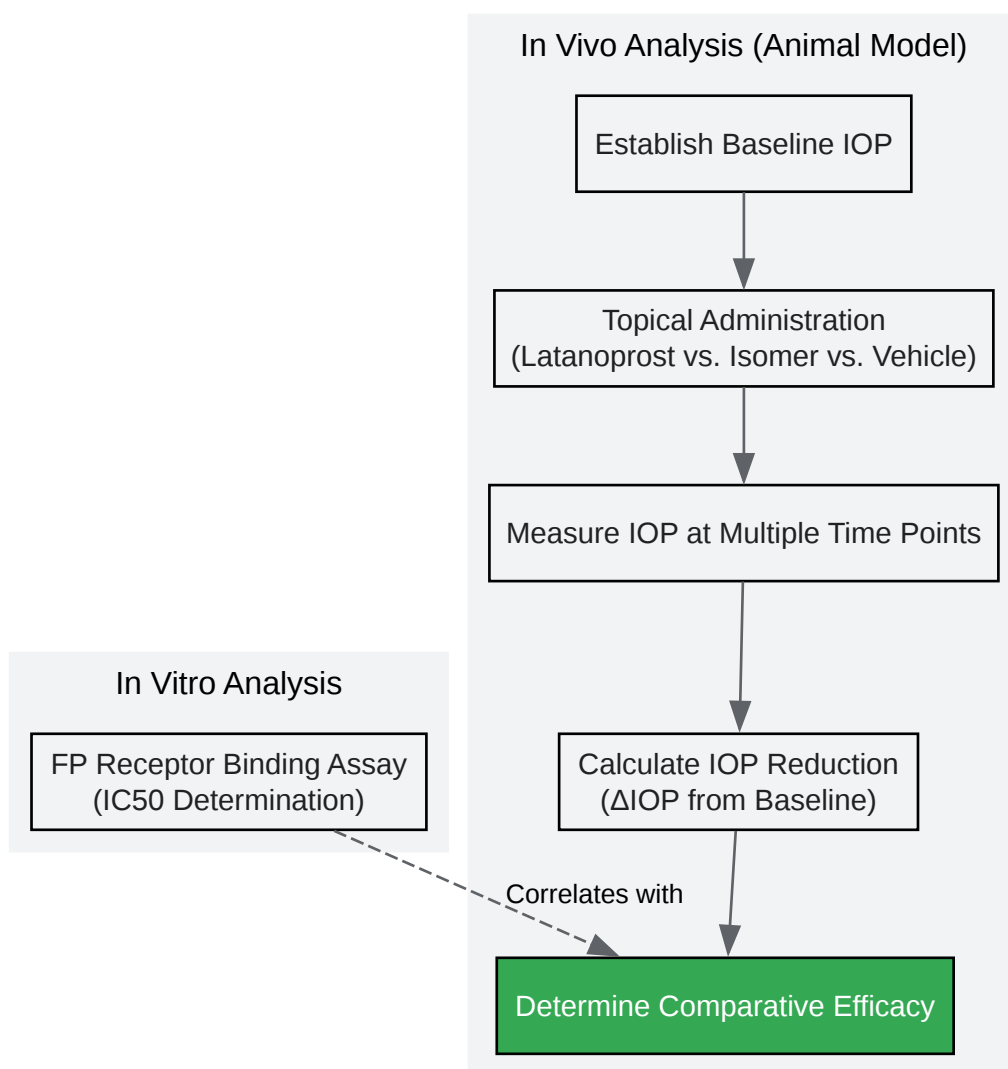 In Vivo Analysis (Animal Model)
Establish Baseline IOP
Topical Administration
(Latanoprost vs. Isomer vs. Vehicle)
Measure IOP at Multiple Time Points
In Vitro Analysis
FP Receptor Binding Assay
(IC50 Determination)
Calculate IOP Reduction
(ΔIOP from Baseline)
Correlates with
Determine Comparative Efficacy